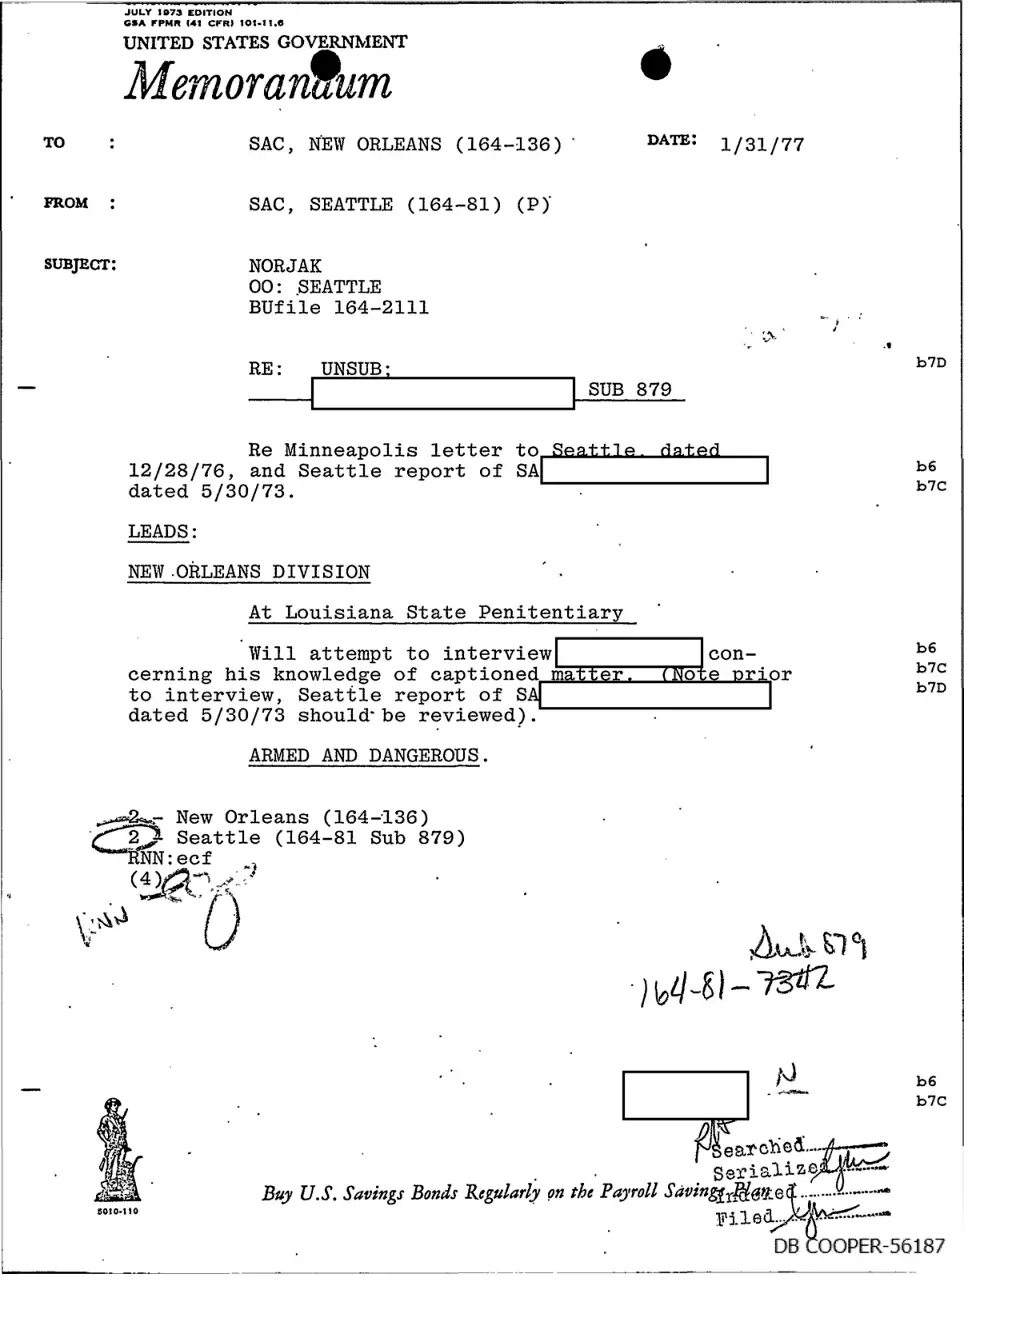 JULY 1973 EDITION
GSA FPMR (41 CFR) 101-11.6
UNITED STATES GOVERNMENT
Memorandum
TO : SAC, NEW ORLEANS (164-136) DATE: 1/31/77
FROM : SAC, SEATTLE (164-81) (P)
SUBJECT: NORJAK
OO: SEATTLE
BUfile 164-2111
RE: UNSUB; b7D
SUB 879
Re Minneapolis letter to Seattle, dated
12/28/76, and Seattle report of SA b6
dated 5/30/73. b7C
LEADS:
NEW ORLEANS DIVISION
At Louisiana State Penitentiary
Will attempt to interview con- b6
cerning his knowledge of captioned matter. (Note prior b7C
to interview, Seattle report of SA b7D
dated 5/30/73 should be reviewed).
ARMED AND DANGEROUS.
2 - New Orleans (164-136)
2 - Seattle (164-81 Sub 879)
RNN:ecf
(4)
Sub 879
164-81-7342
N b6
b7C
Searched
Serialized
Buy U.S. Savings Bonds Regularly on the Payroll Savings Plan
Indexed
Filed
5010-110
DB COOPER-56187